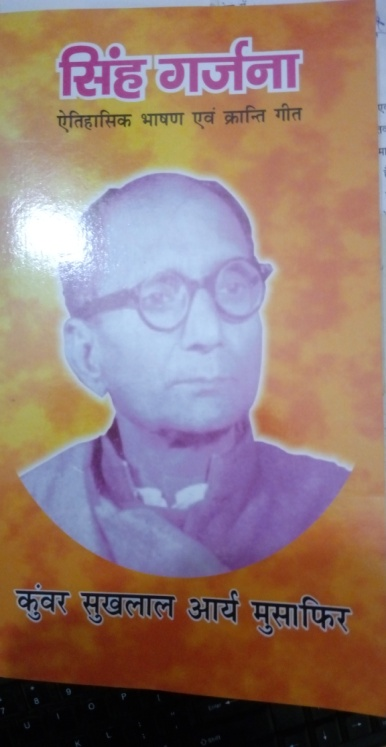 सिंह गर्जना
ऐतिहासिक भाषण एवं क्रान्ति गीत
कुंवर सुखलाल आर्य मुसाफिर